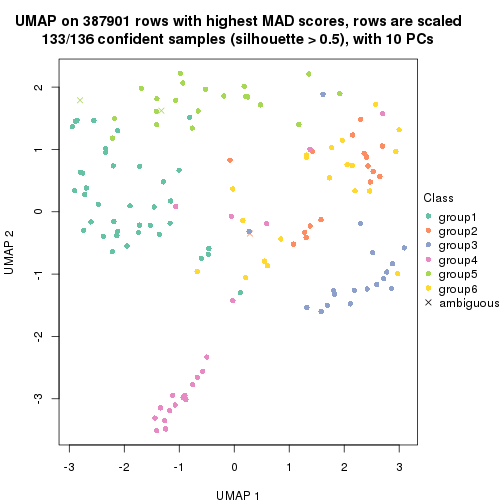 UMAP on 387901 rows with highest MAD scores, rows are scaled
133/136 confident samples (silhouette > 0.5), with 10 PCs
2
1
0
-1
-2
-3
UMAP 2
-3 -2 -1 0 1 2 3
UMAP 1
Class
group1
group2
group3
group4
group5
group6
ambiguous